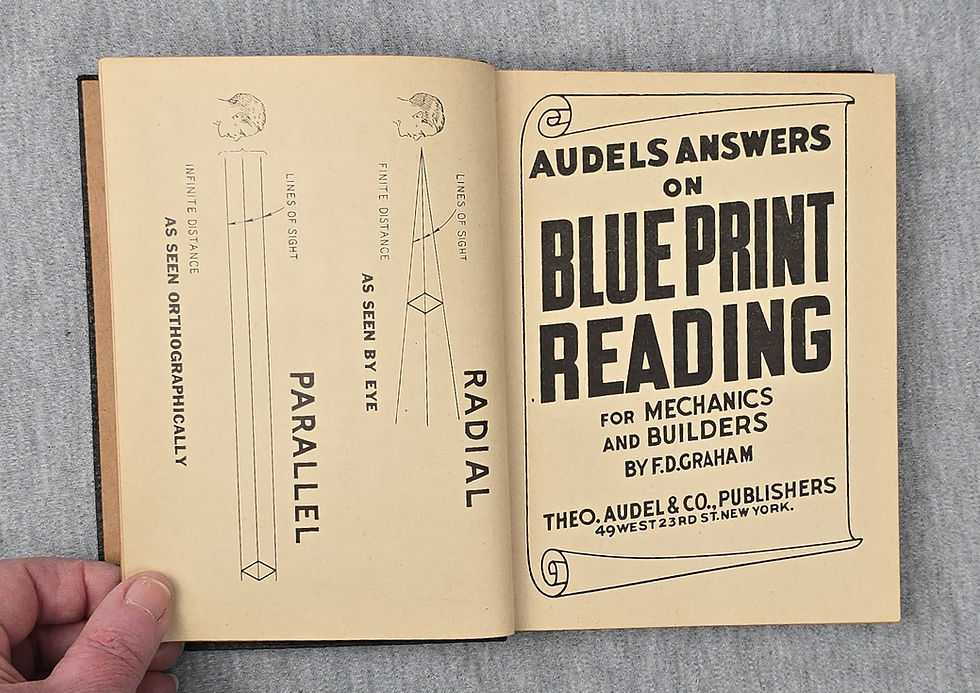 RADIAL
LINES OF SIGHT
FINITE DISTANCE
AS SEEN BY EYE
PARALLEL
LINES OF SIGHT
INFINITE DISTANCE
AS SEEN ORTHOGRAPHICALLY
AUDELS ANSWERS
ON
BLUE PRINT
READING
FOR MECHANICS
AND BUILDERS
BY F.D.GRAHAM
THEO. AUDEL & CO., PUBLISHERS
49 WEST 23RD ST. NEW YORK.